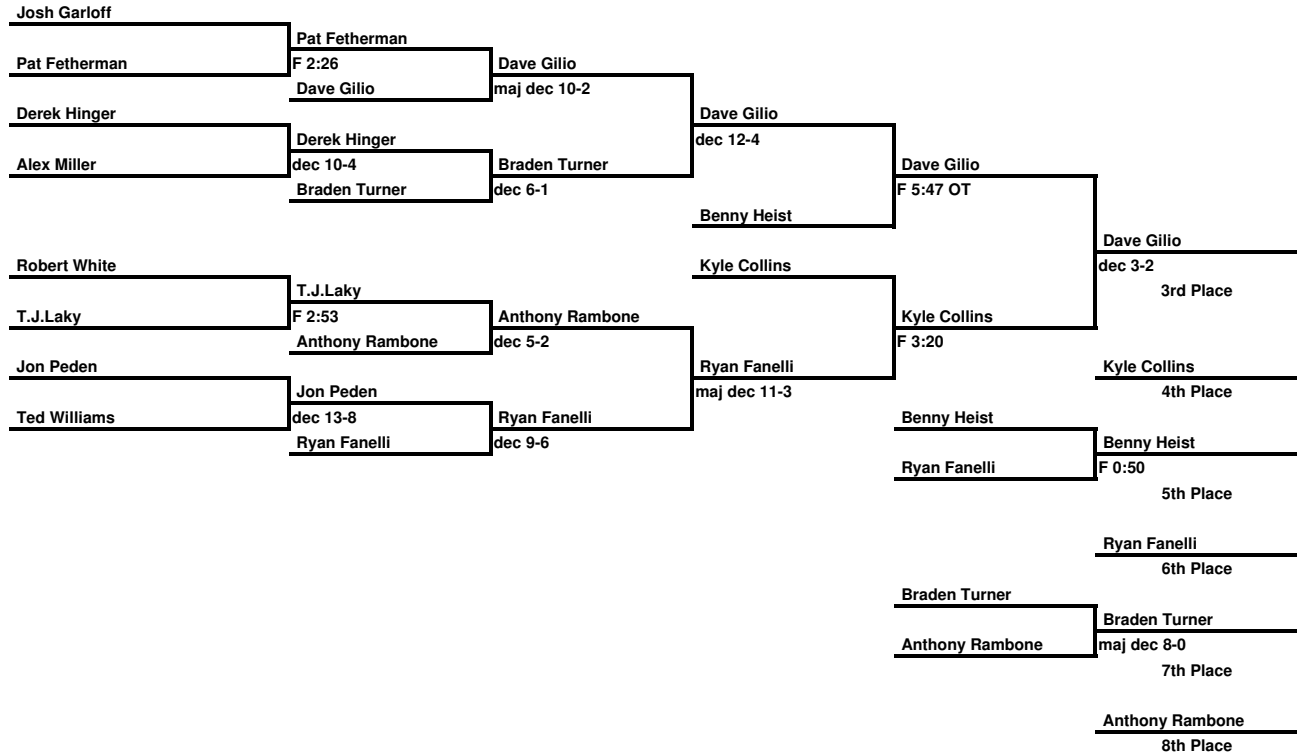 Josh Garloff
Pat Fetherman
Pat Fetherman
F 2:26
Dave Gilio
Dave Gilio
maj dec 10-2
Derek Hinger
Dave Gilio
Derek Hinger
dec 12-4
Alex Miller
dec 10-4
Braden Turner
Dave Gilio
Braden Turner
dec 6-1
F 5:47 OT
Benny Heist
Dave Gilio
Robert White
Kyle Collins
dec 3-2
T.J.Laky
3rd Place
T.J.Laky
F 2:53
Anthony Rambone
Kyle Collins
Anthony Rambone
dec 5-2
F 3:20
Jon Peden
Ryan Fanelli
Kyle Collins
Jon Peden
maj dec 11-3
4th Place
Ted Williams
dec 13-8
Ryan Fanelli
Benny Heist
Ryan Fanelli
dec 9-6
Benny Heist
Ryan Fanelli
F 0:50
5th Place
Ryan Fanelli
6th Place
Braden Turner
Braden Turner
Anthony Rambone
maj dec 8-0
7th Place
Anthony Rambone
8th Place